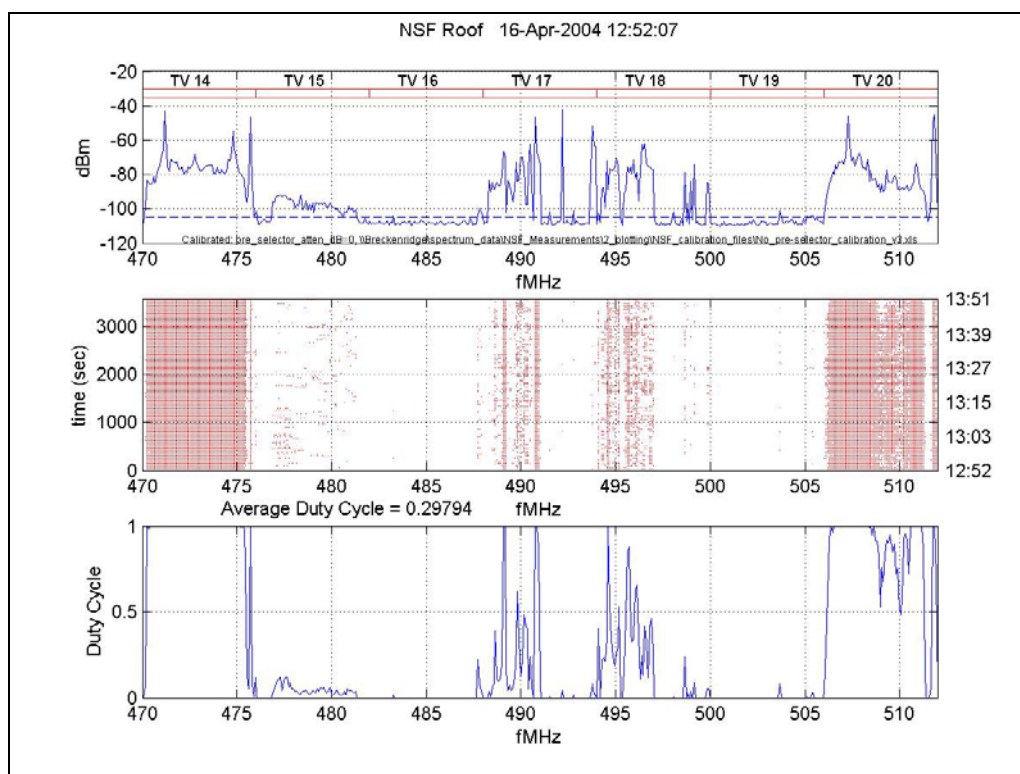 NSF Roof 16-Apr-2004 12:52:07
-20
TV 14 TV 15 TV 16 TV 17 TV 18 TV 19 TV 20
-40
-60
dBm
-80
-100
-120
Calibrated: pre_selector_atten_dB=0, \\Breckenridge\spectrum_data\NSF_Measurements\2_plotting\NSF_calibration_files\No_pre-selector_calibration_v3.xls
470 475 480 485 490 495 500 505 510
fMHz
3000
2000
1000
0
time (sec)
13:51
13:39
13:27
13:15
13:03
12:52
470 475 480 485 490 495 500 505 510
Average Duty Cycle = 0.29794 fMHz
1
0.5
0
Duty Cycle
470 475 480 485 490 495 500 505 510
fMHz